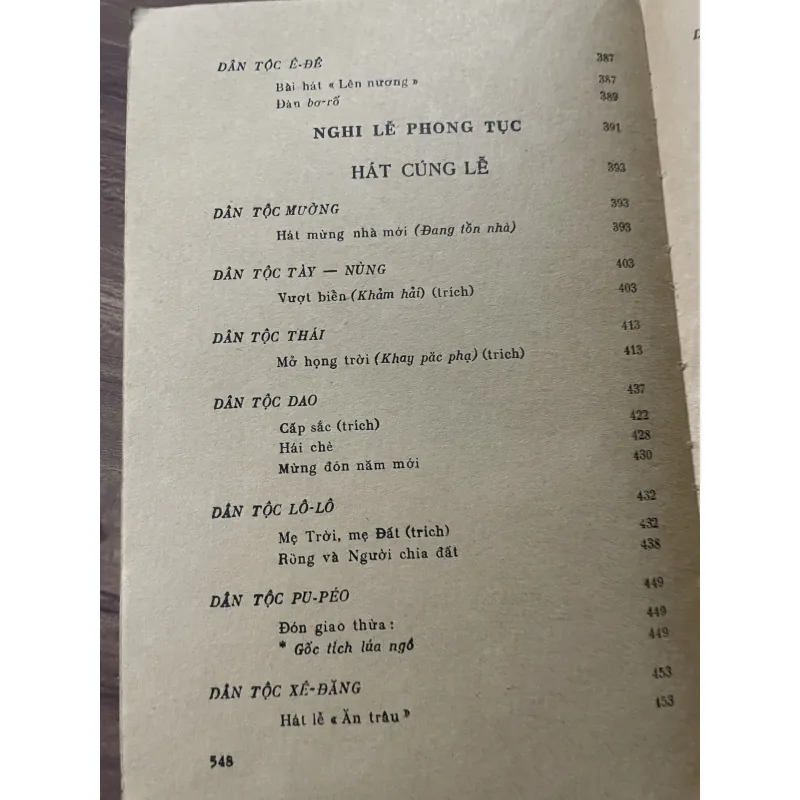 DÂN TỘC Ê-ĐÊ 387
Bài hát « Lên nương » 387
Đàn bơ-rố 389
NGHI LỄ PHONG TỤC 391
HÁT CÚNG LỄ 393
DÂN TỘC MƯỜNG 393
Hát mừng nhà mới (Đang tồn nhà) 393
DÂN TỘC TÀY — NÙNG 403
Vượt biển (Khảm hải) (trích) 403
DÂN TỘC THÁI 413
Mở họng trời (Khay pắc phạ) (trích) 413
DÂN TỘC DAO 437
Cấp sắc (trích) 422
Hái chè 428
Mừng đón năm mới 430
DÂN TỘC LÔ-LÔ 432
Mẹ Trời, mẹ Đất (trích) 432
Rồng và Người chia đất 438
DÂN TỘC PU-PÉO 449
Đón giao thừa : 449
* Gốc tích lúa ngô 449
DÂN TỘC XÊ-ĐĂNG 453
Hát lễ « Ăn trâu » 453
548